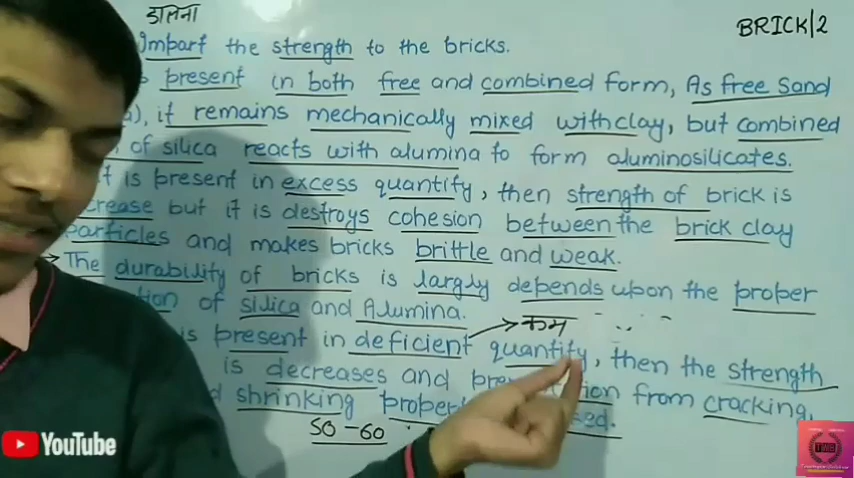 डालना
BRICK/2
Impart the strength to the bricks.
present in both free and combined form, As free sand
it remains mechanically mixed with clay, but combined
of silica reacts with alumina to form aluminosilicates.
is present in excess quantity, then strength of brick is
but it is destroys cohesion between the brick clay
particles and makes bricks brittle and weak.
→ The durability of bricks is largly depends upon the proper
of silica and Alumina.
कम
is present in deficient quantity, then the strength
is decreases and from cracking,
shrinking
50-60
YouTube